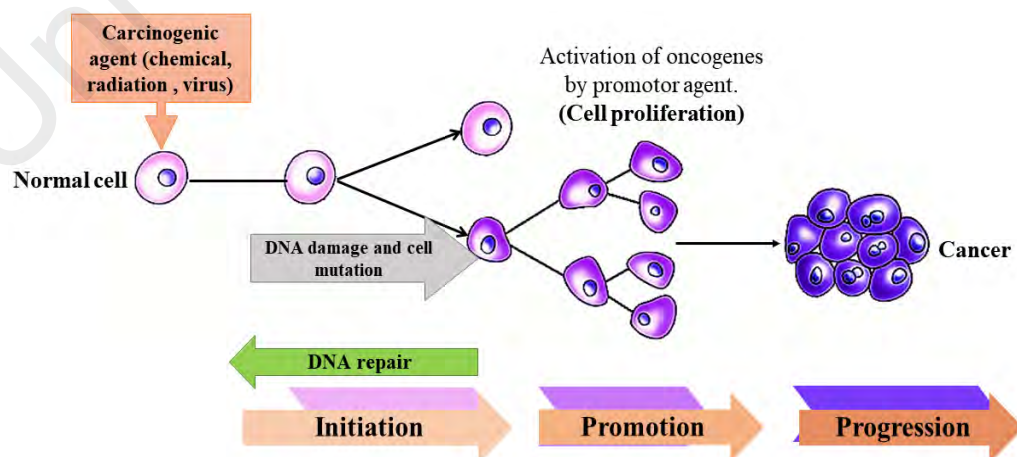 Carcinogenic
agent (chemical,
radiation , virus)
Activation of oncogenes
by promotor agent.
(Cell proliferation)
Normal cell
DNA damage and cell
mutation
Cancer
DNA repair
Initiation
Promotion
Progression